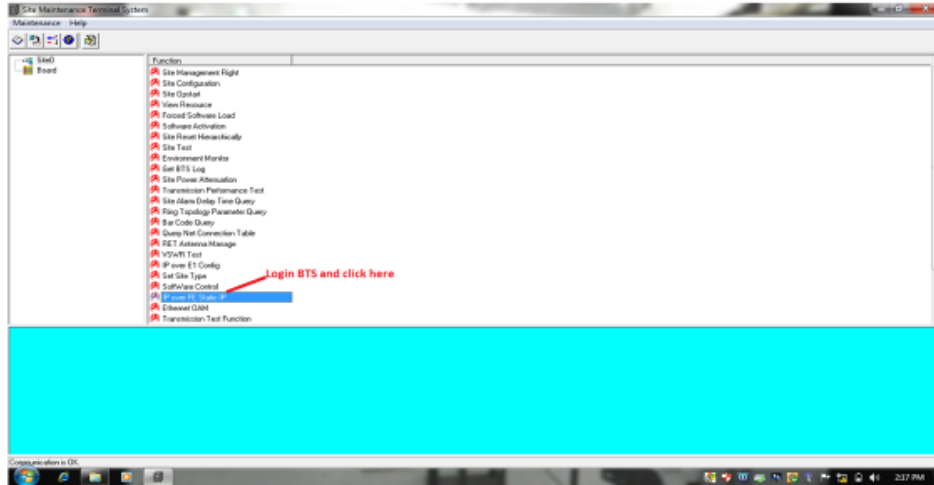 Site Maintenance Terminal System
Maintenance Help
Site0
Board
Function
Site Management Right
Site Configuration
Site Opstart
View Resource
Forced Software Load
Software Activation
Site Reset Hierarchically
Site Test
Environment Monitor
Get BTS Log
Site Power Attenuation
Transmission Performance Test
Site Alarm Delay Time Query
Ring Topology Parameter Query
Bar Code Query
Query Net Connection Table
RET Antenna Manage
VSWR Test
IP over E1 Config
Set Site Type
SoftWare Control
IP over FE Static IP
Ethernet OAM
Transmission Test Function
Login BTS and click here
Communication is OK.
2:17 PM